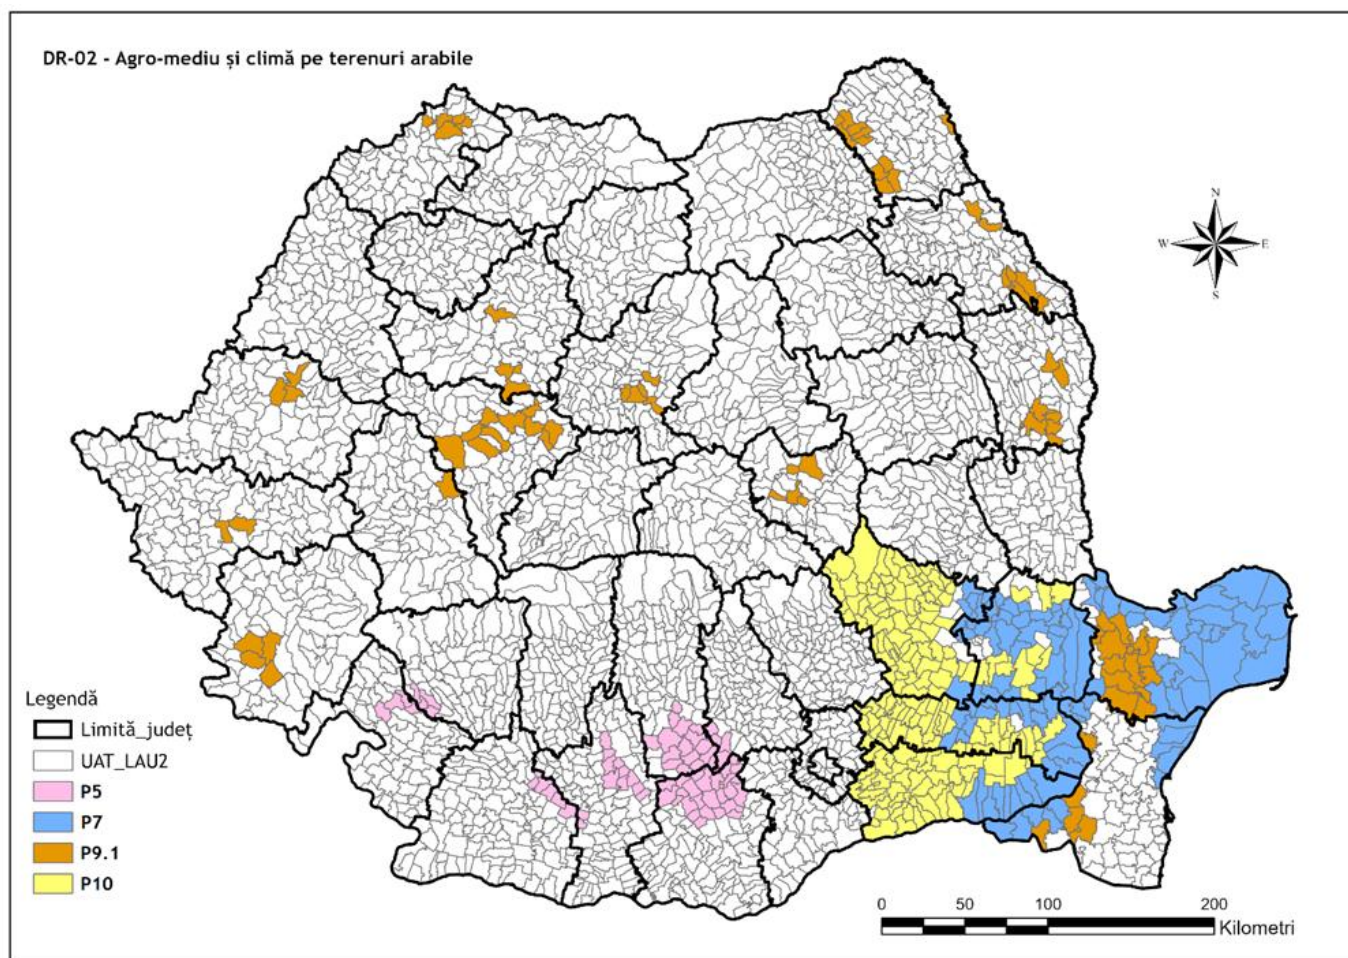 DR-02 - Agro-mediu și climă pe terenuri arabile
N
W E
S
Legendă
Limită_județ
UAT_LAU2
P5
P7
P9.1
P10
0 50 100 200
Kilometri